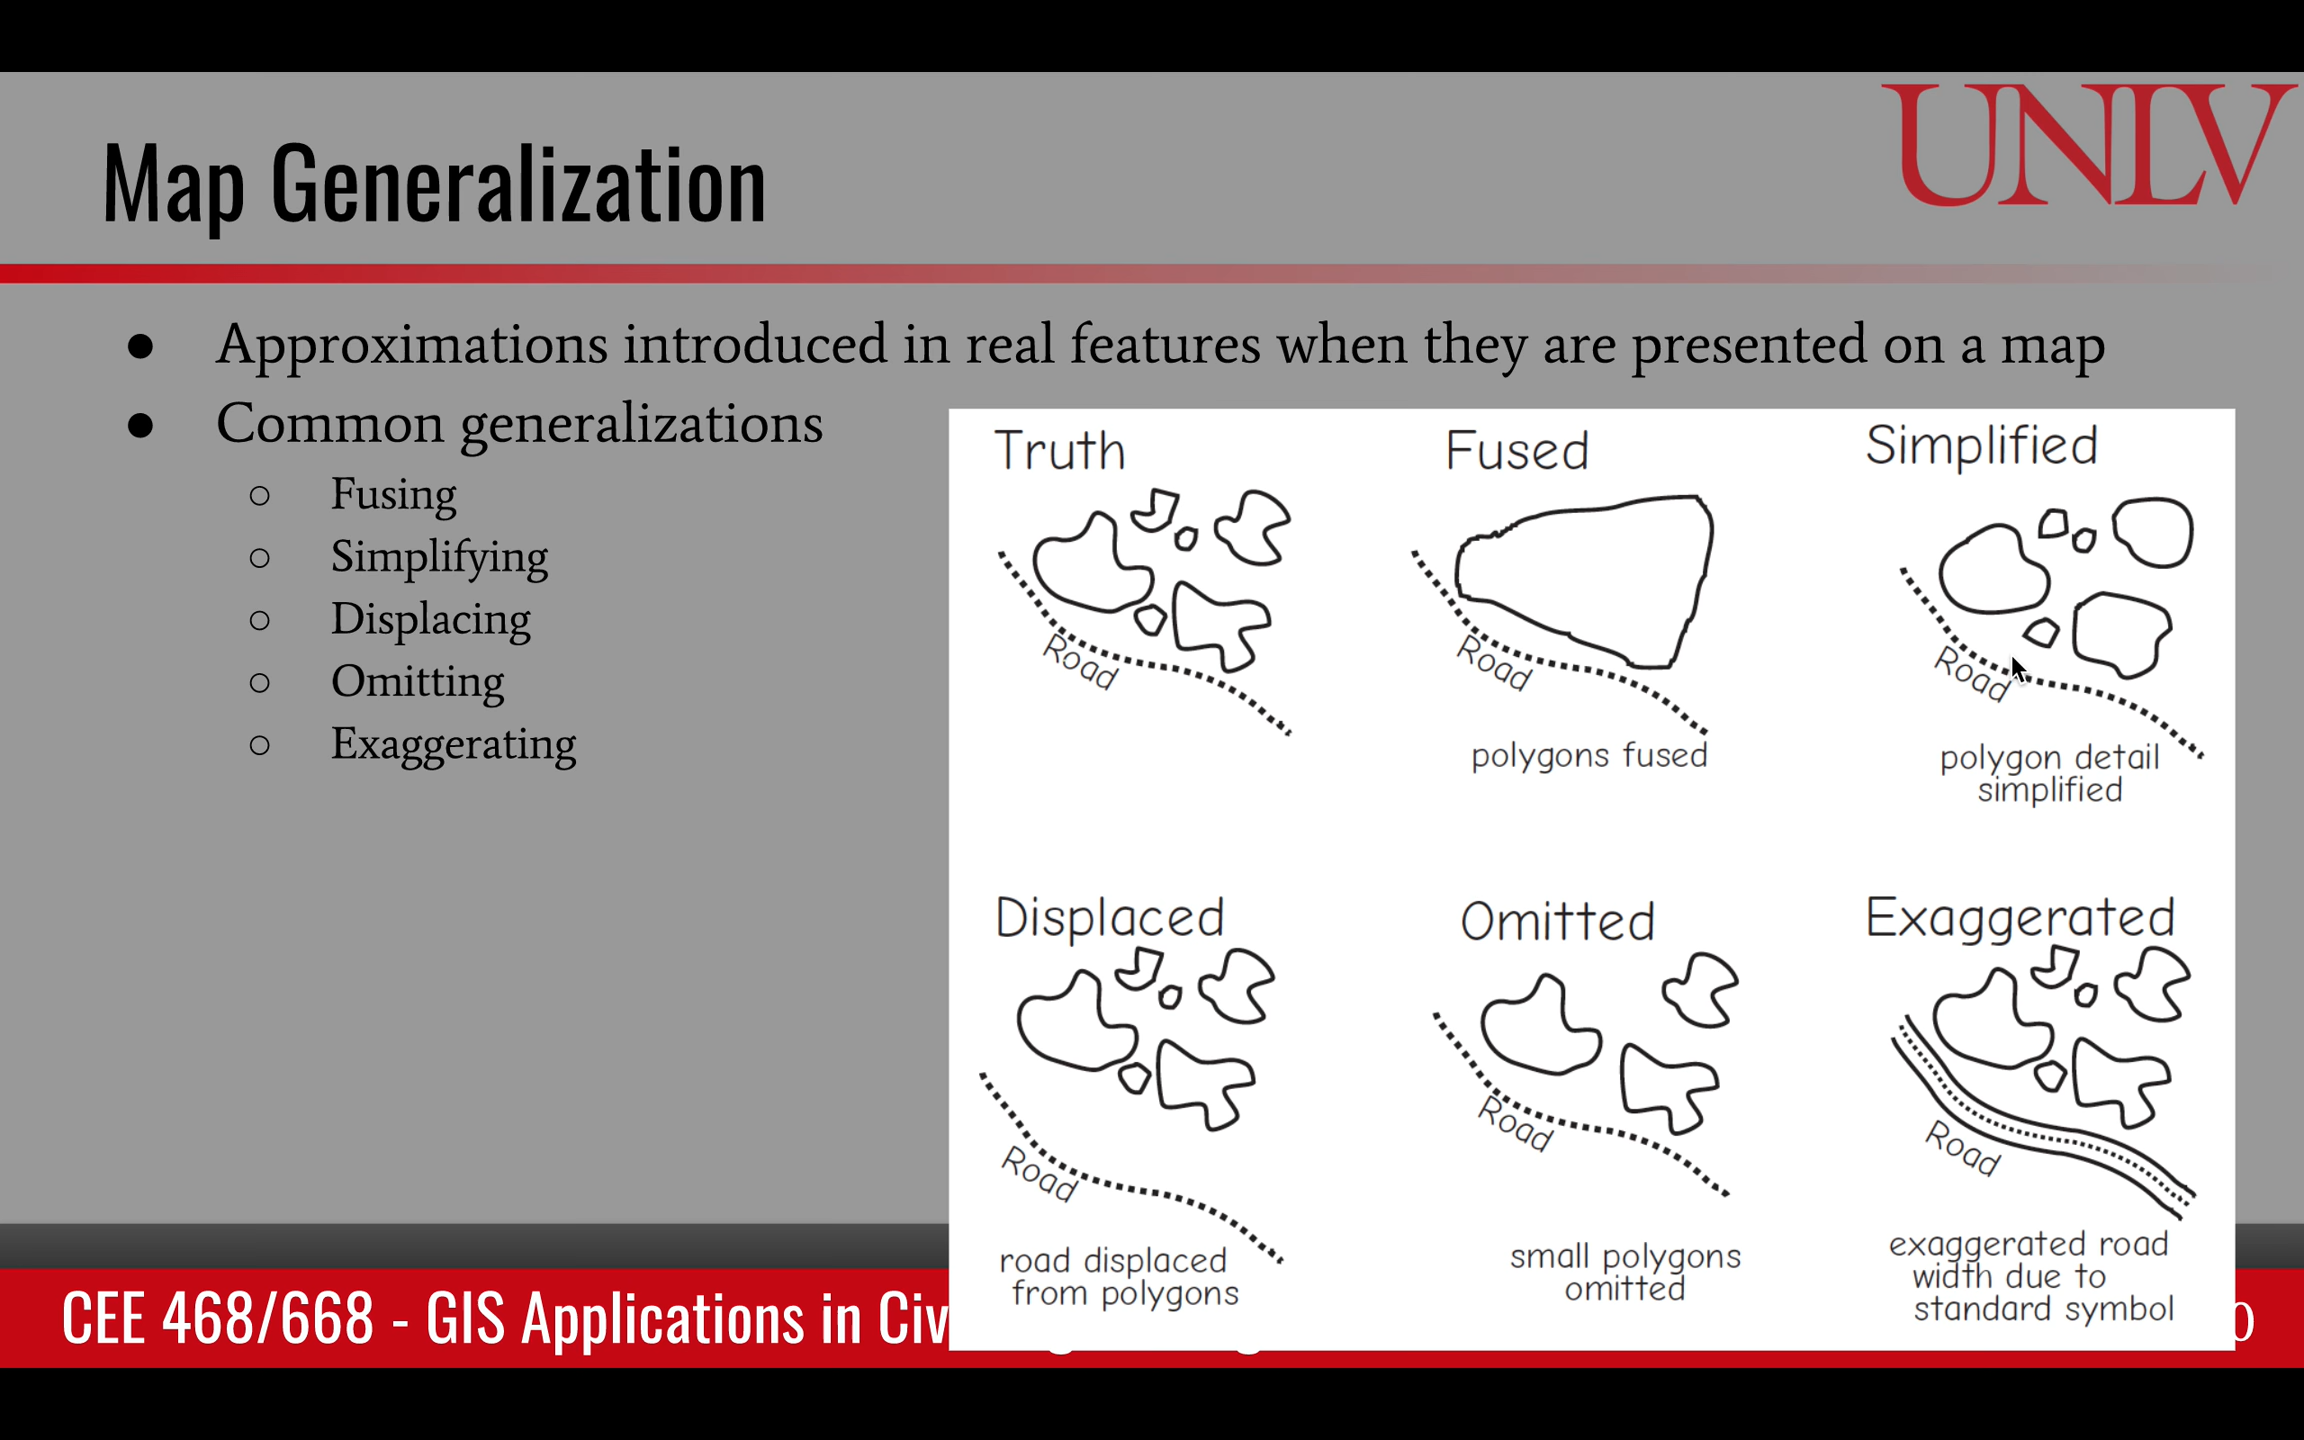 UNLV
Map Generalization
● Approximations introduced in real features when they are presented on a map
● Common generalizations
○ Fusing
○ Simplifying
○ Displacing
○ Omitting
○ Exaggerating
Truth
Road
Fused
Road
polygons fused
Simplified
Road
polygon detail
simplified
Displaced
Road
road displaced
from polygons
Omitted
Road
small polygons
omitted
Exaggerated
Road
exaggerated road
width due to
standard symbol
CEE 468/668 - GIS Applications in Civ
0